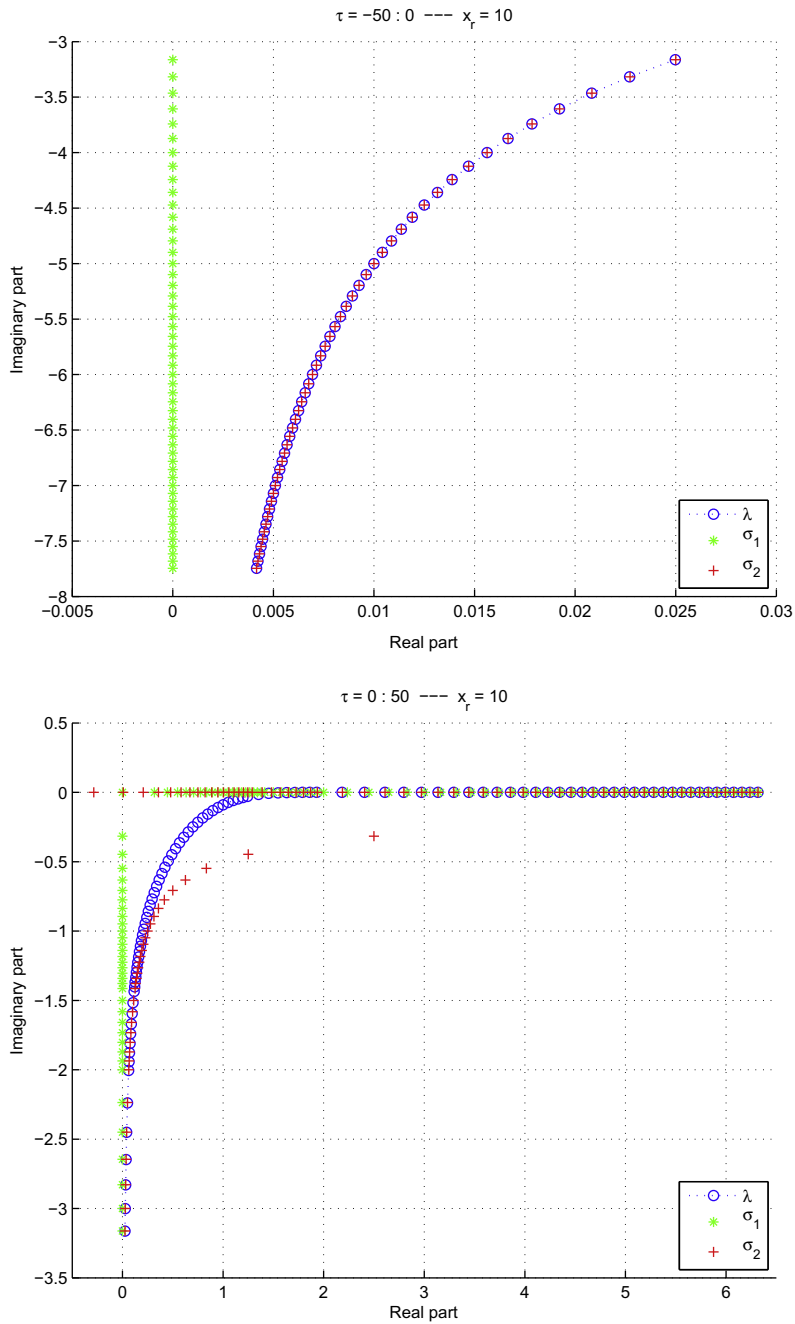 τ = −50 : 0 −−− x_r = 10
−3
−3.5
−4
−4.5
−5
−5.5
−6
−6.5
−7
−7.5
−8
Imaginary part
−0.005 0 0.005 0.01 0.015 0.02 0.025 0.03
Real part
λ
σ_1
σ_2
τ = 0 : 50 −−− x_r = 10
0.5
0
−0.5
−1
−1.5
−2
−2.5
−3
−3.5
Imaginary part
0 1 2 3 4 5 6
Real part
λ
σ_1
σ_2